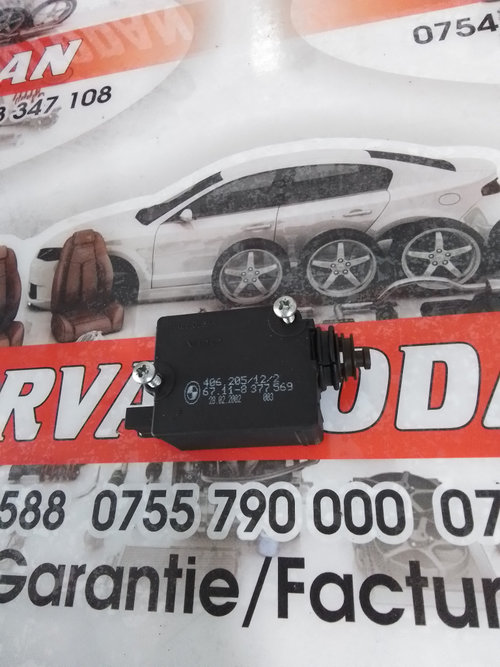 0754
DAN
3 347 108
406 205/12/2
67.11-8 377 569
28.02.2002 003
RVA ODA
588 0755 790 000 07
Garantie/Factur